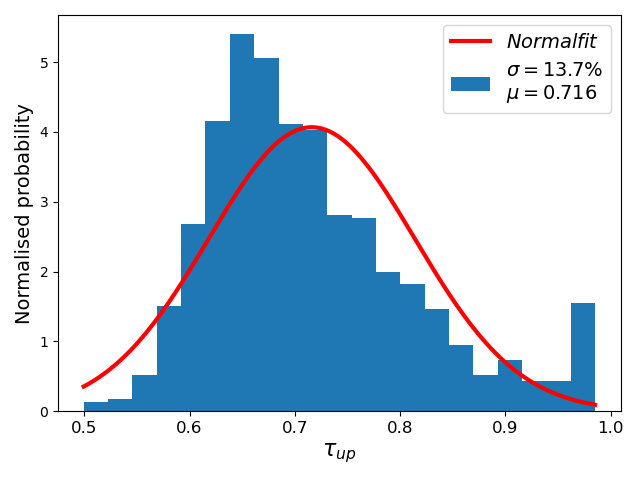 Normalfit
σ = 13.7%
μ = 0.716
Normalised probability
5
4
3
2
1
0
0.5 0.6 0.7 0.8 0.9 1.0
τup